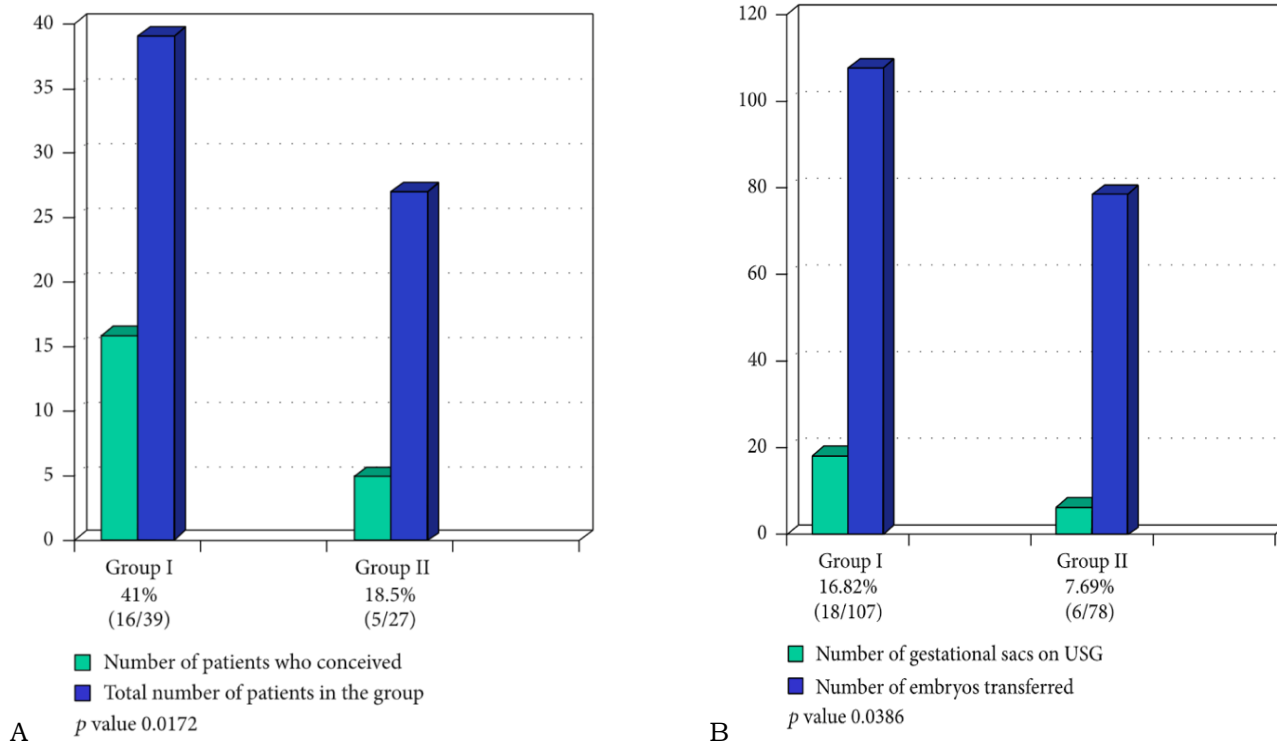 40
35
30
25
20
15
10
5
0
Group I
41%
(16/39)
Group II
18.5%
(5/27)
Number of patients who conceived
Total number of patients in the group
p value 0.0172
A
120
100
80
60
40
20
0
Group I
16.82%
(18/107)
Group II
7.69%
(6/78)
Number of gestational sacs on USG
Number of embryos transferred
p value 0.0386
B